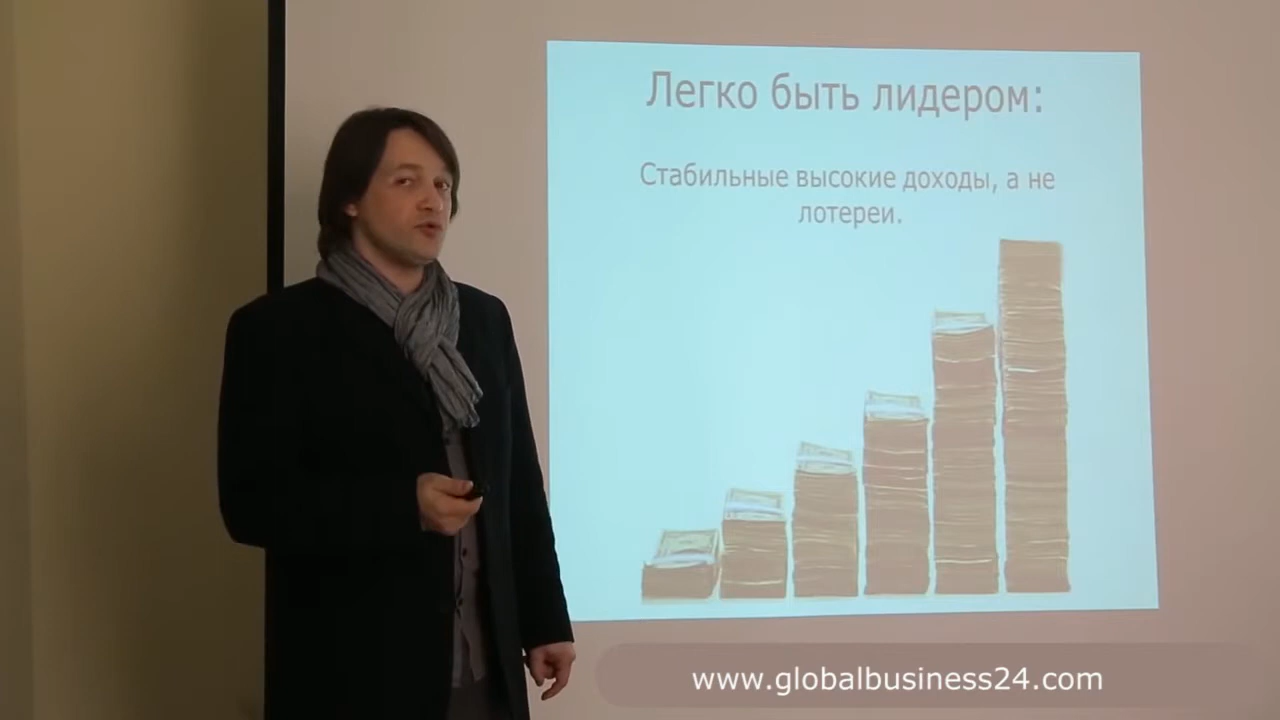 Легко быть лидером:
Стабильные высокие доходы, а не
лотереи.
www.globalbusiness24.com